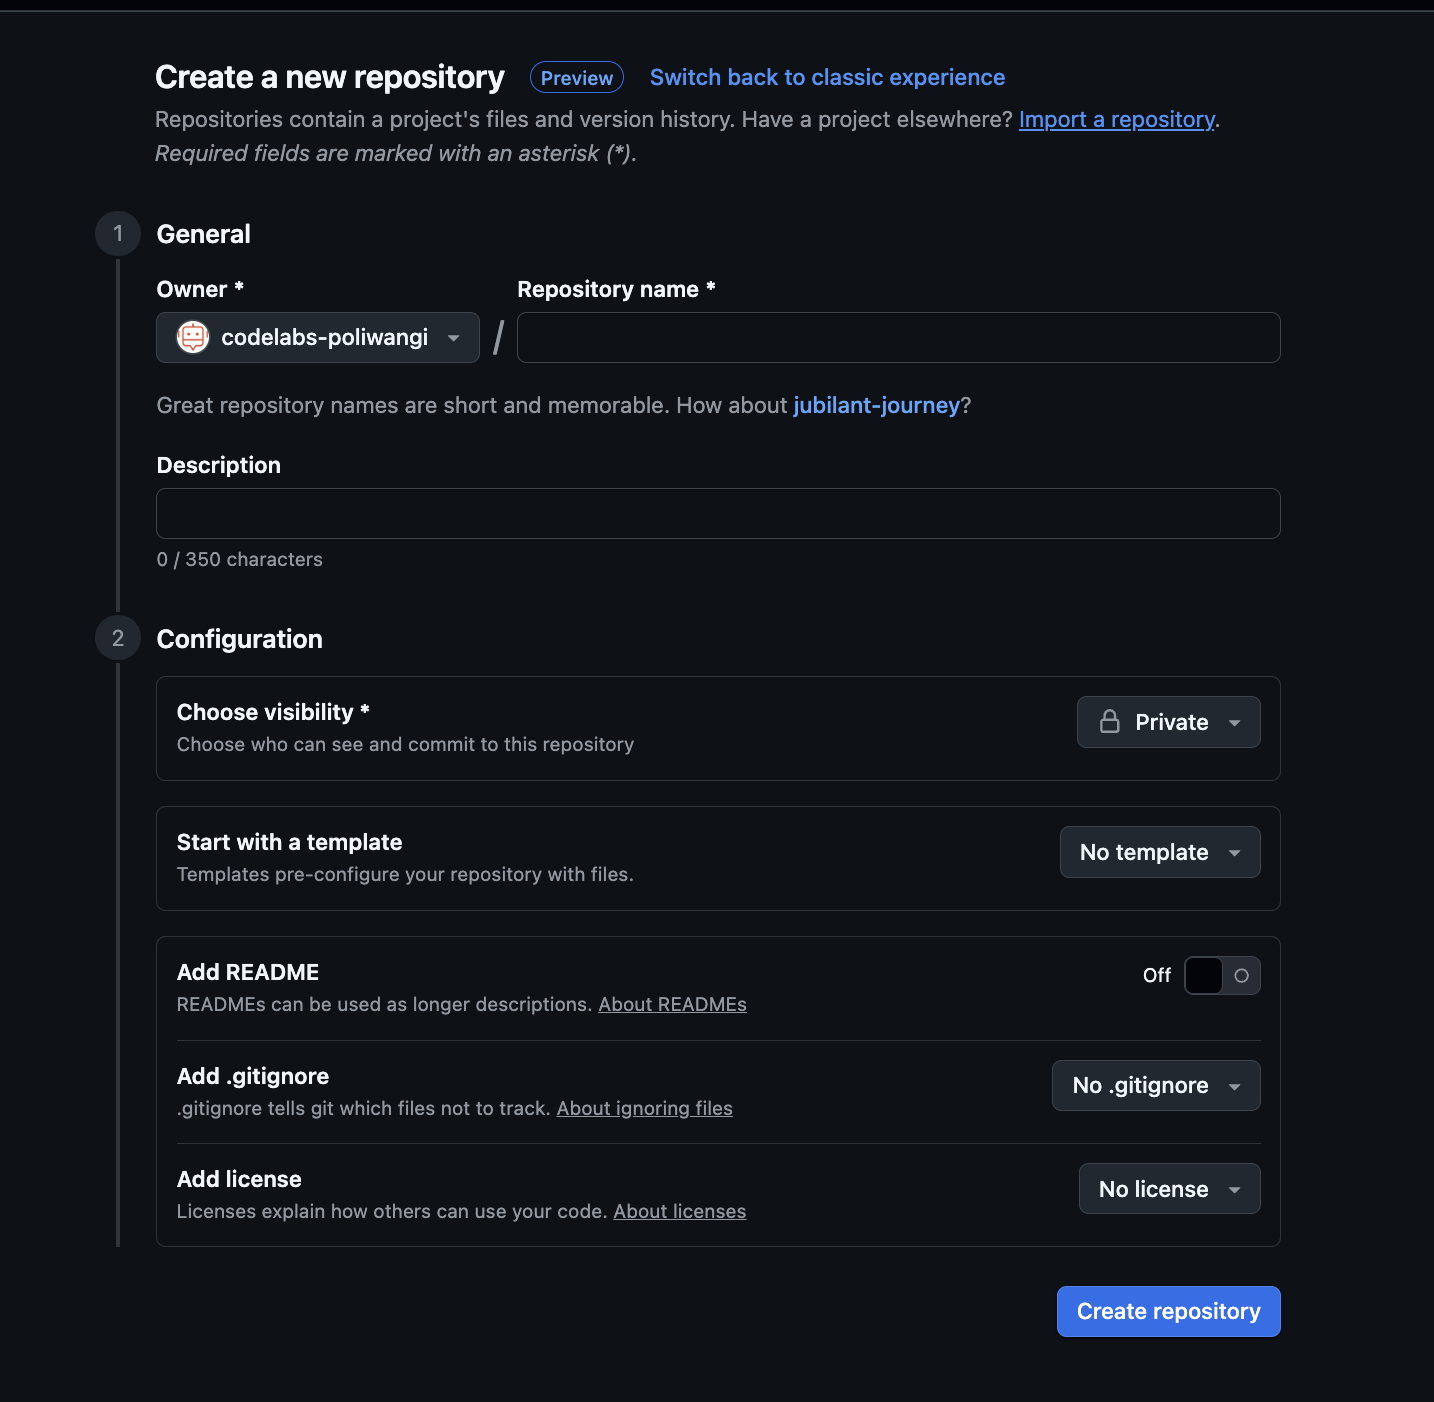 Create a new repository Preview Switch back to classic experience
Repositories contain a project's files and version history. Have a project elsewhere? Import a repository.
Required fields are marked with an asterisk (*).
1 General
Owner * Repository name *
codelabs-poliwangi /
Great repository names are short and memorable. How about jubilant-journey?
Description
0 / 350 characters
2 Configuration
Choose visibility * Private
Choose who can see and commit to this repository
Start with a template No template
Templates pre-configure your repository with files.
Add README Off
READMEs can be used as longer descriptions. About READMEs
Add .gitignore No .gitignore
.gitignore tells git which files not to track. About ignoring files
Add license No license
Licenses explain how others can use your code. About licenses
Create repository